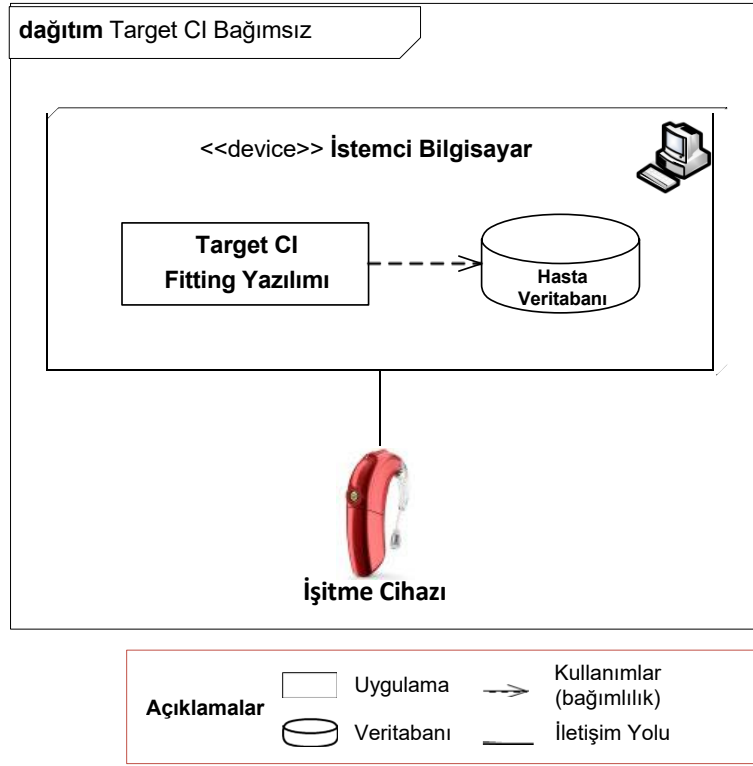 dağıtım Target CI Bağımsız
<<device>> İstemci Bilgisayar
Target CI
Fitting Yazılımı
Hasta
Veritabanı
İşitme Cihazı
Açıklamalar
Uygulama
Kullanımlar
(bağımlılık)
Veritabanı
İletişim Yolu